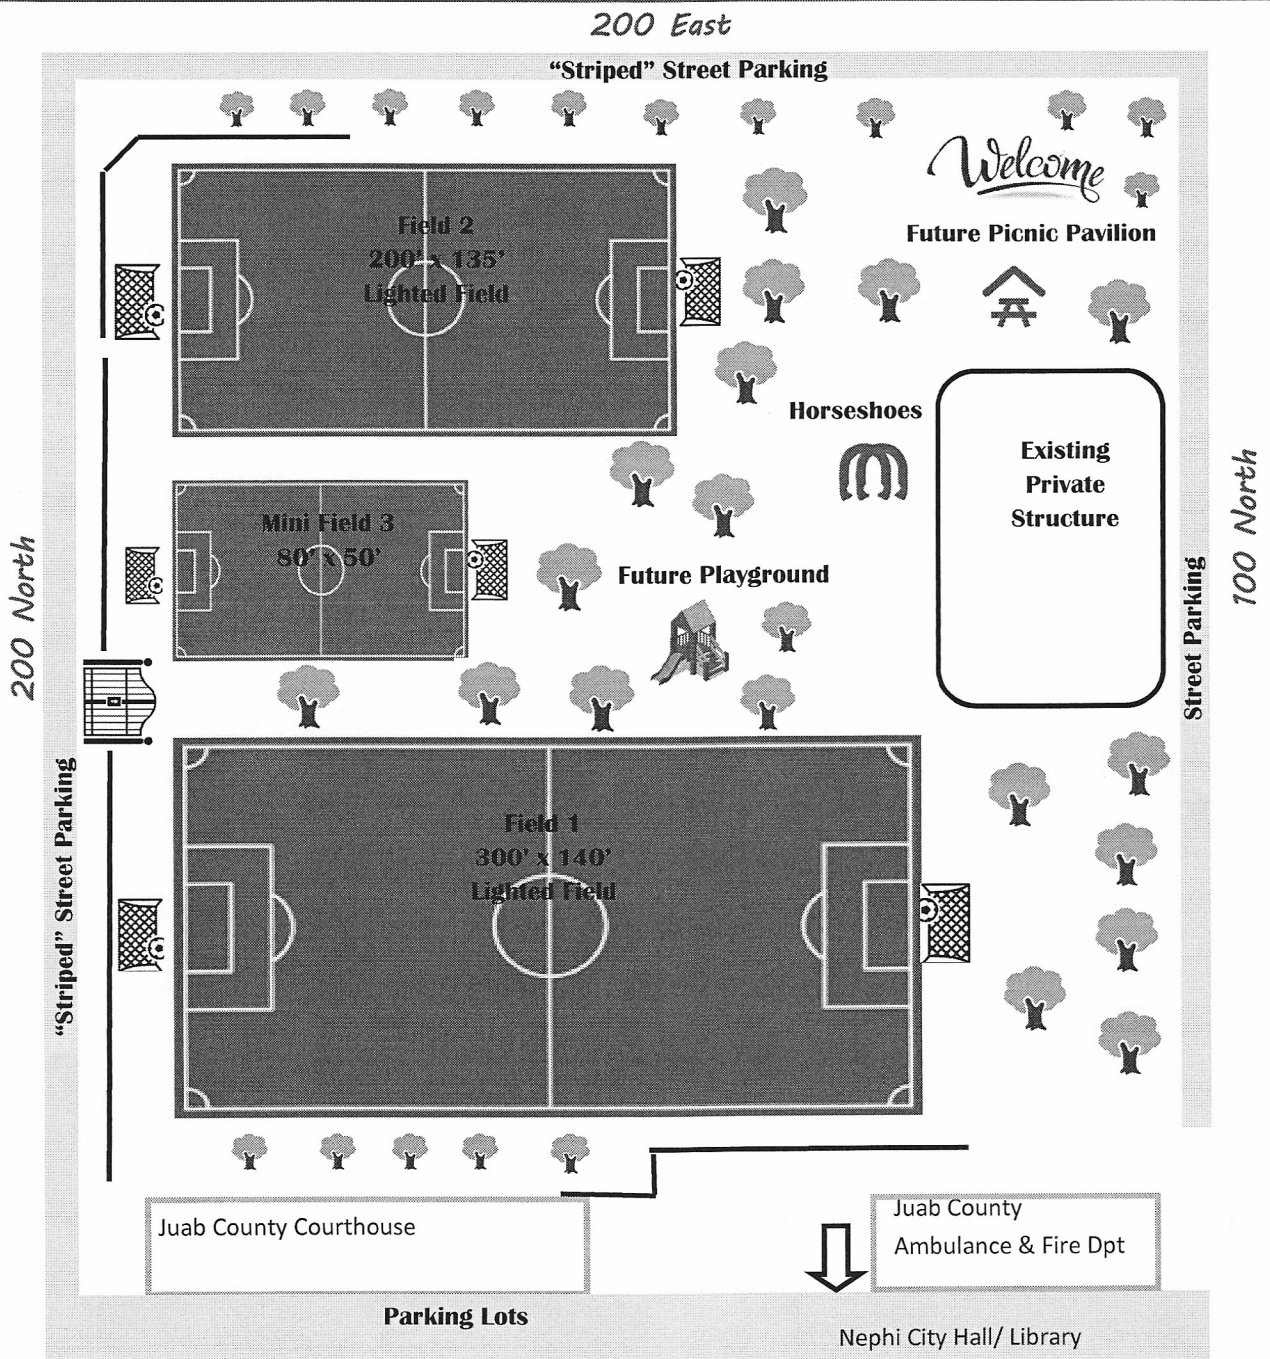 200 East
“Striped” Street Parking
Welcome
Field 2
200’ x 135’
Lighted Field
Future Picnic Pavilion
Horseshoes
Existing
Private
Structure
Mini Field 3
80’ x 50’
Future Playground
200 North
“Striped” Street Parking
100 North
Street Parking
Field 1
300’ x 140’
Lighted Field
Juab County Courthouse
Juab County
Ambulance & Fire Dpt
Parking Lots
Nephi City Hall/ Library